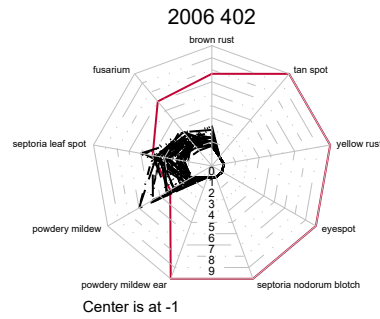 2006 402
brown rust
fusarium
tan spot
septoria leaf spot
yellow rust
0
1
2
3
4
5
6
7
8
9
powdery mildew
eyespot
powdery mildew ear
septoria nodorum blotch
Center is at -1